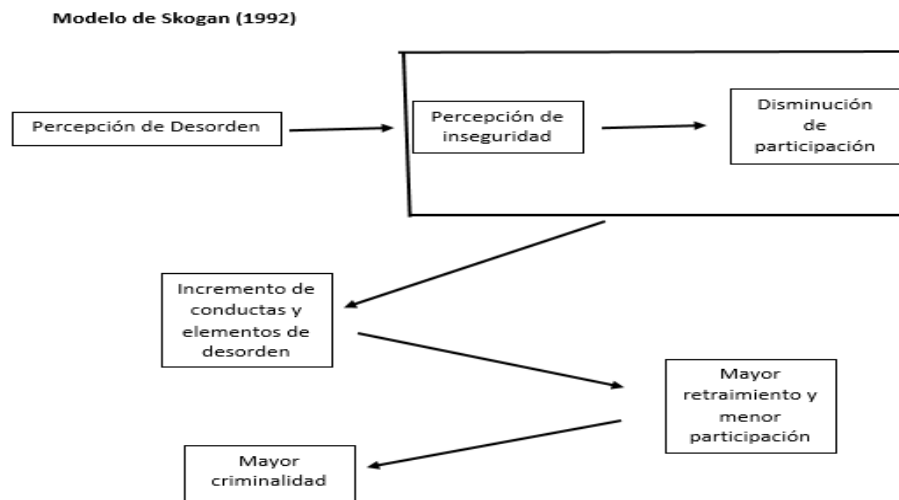 Modelo de Skogan (1992)
Percepción de Desorden
Percepción de
inseguridad
Disminución
de
participación
Incremento de
conductas y
elementos de
desorden
Mayor
retraimiento y
menor
participación
Mayor
criminalidad